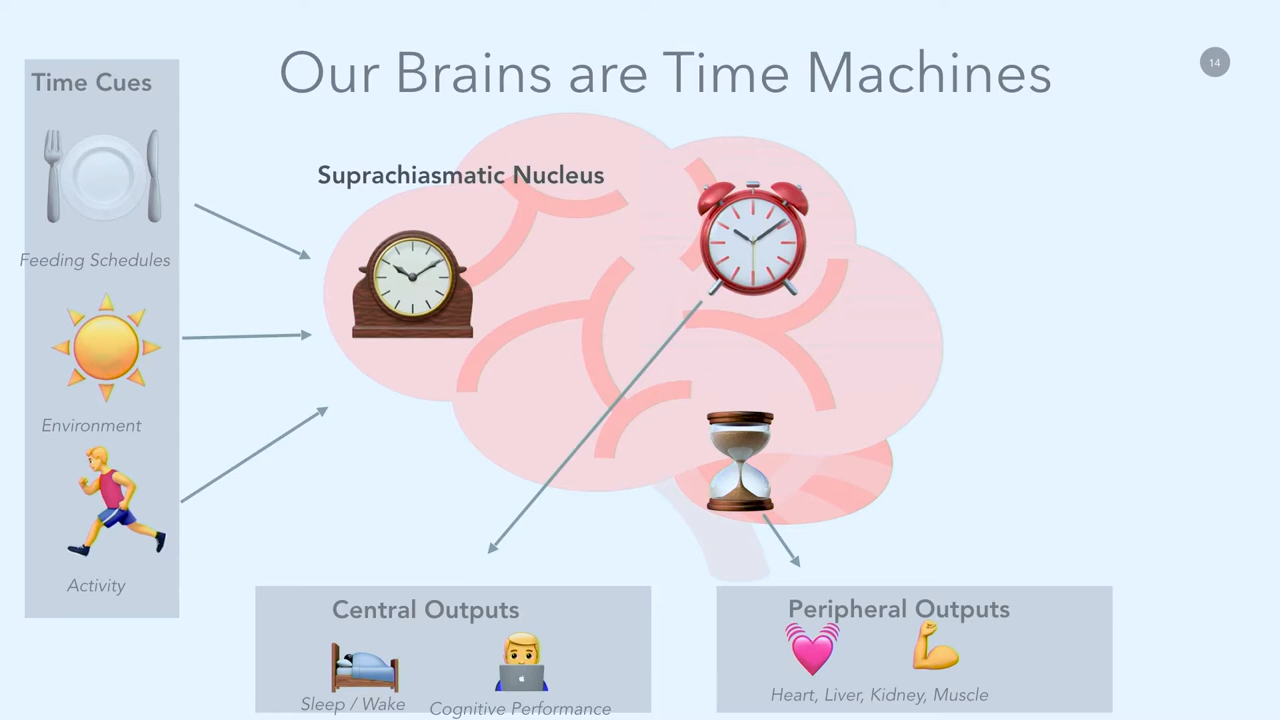 Our Brains are Time Machines
14
Time Cues
Feeding Schedules
Environment
Activity
Suprachiasmatic Nucleus
Central Outputs
Sleep / Wake
Cognitive Performance
Peripheral Outputs
Heart, Liver, Kidney, Muscle